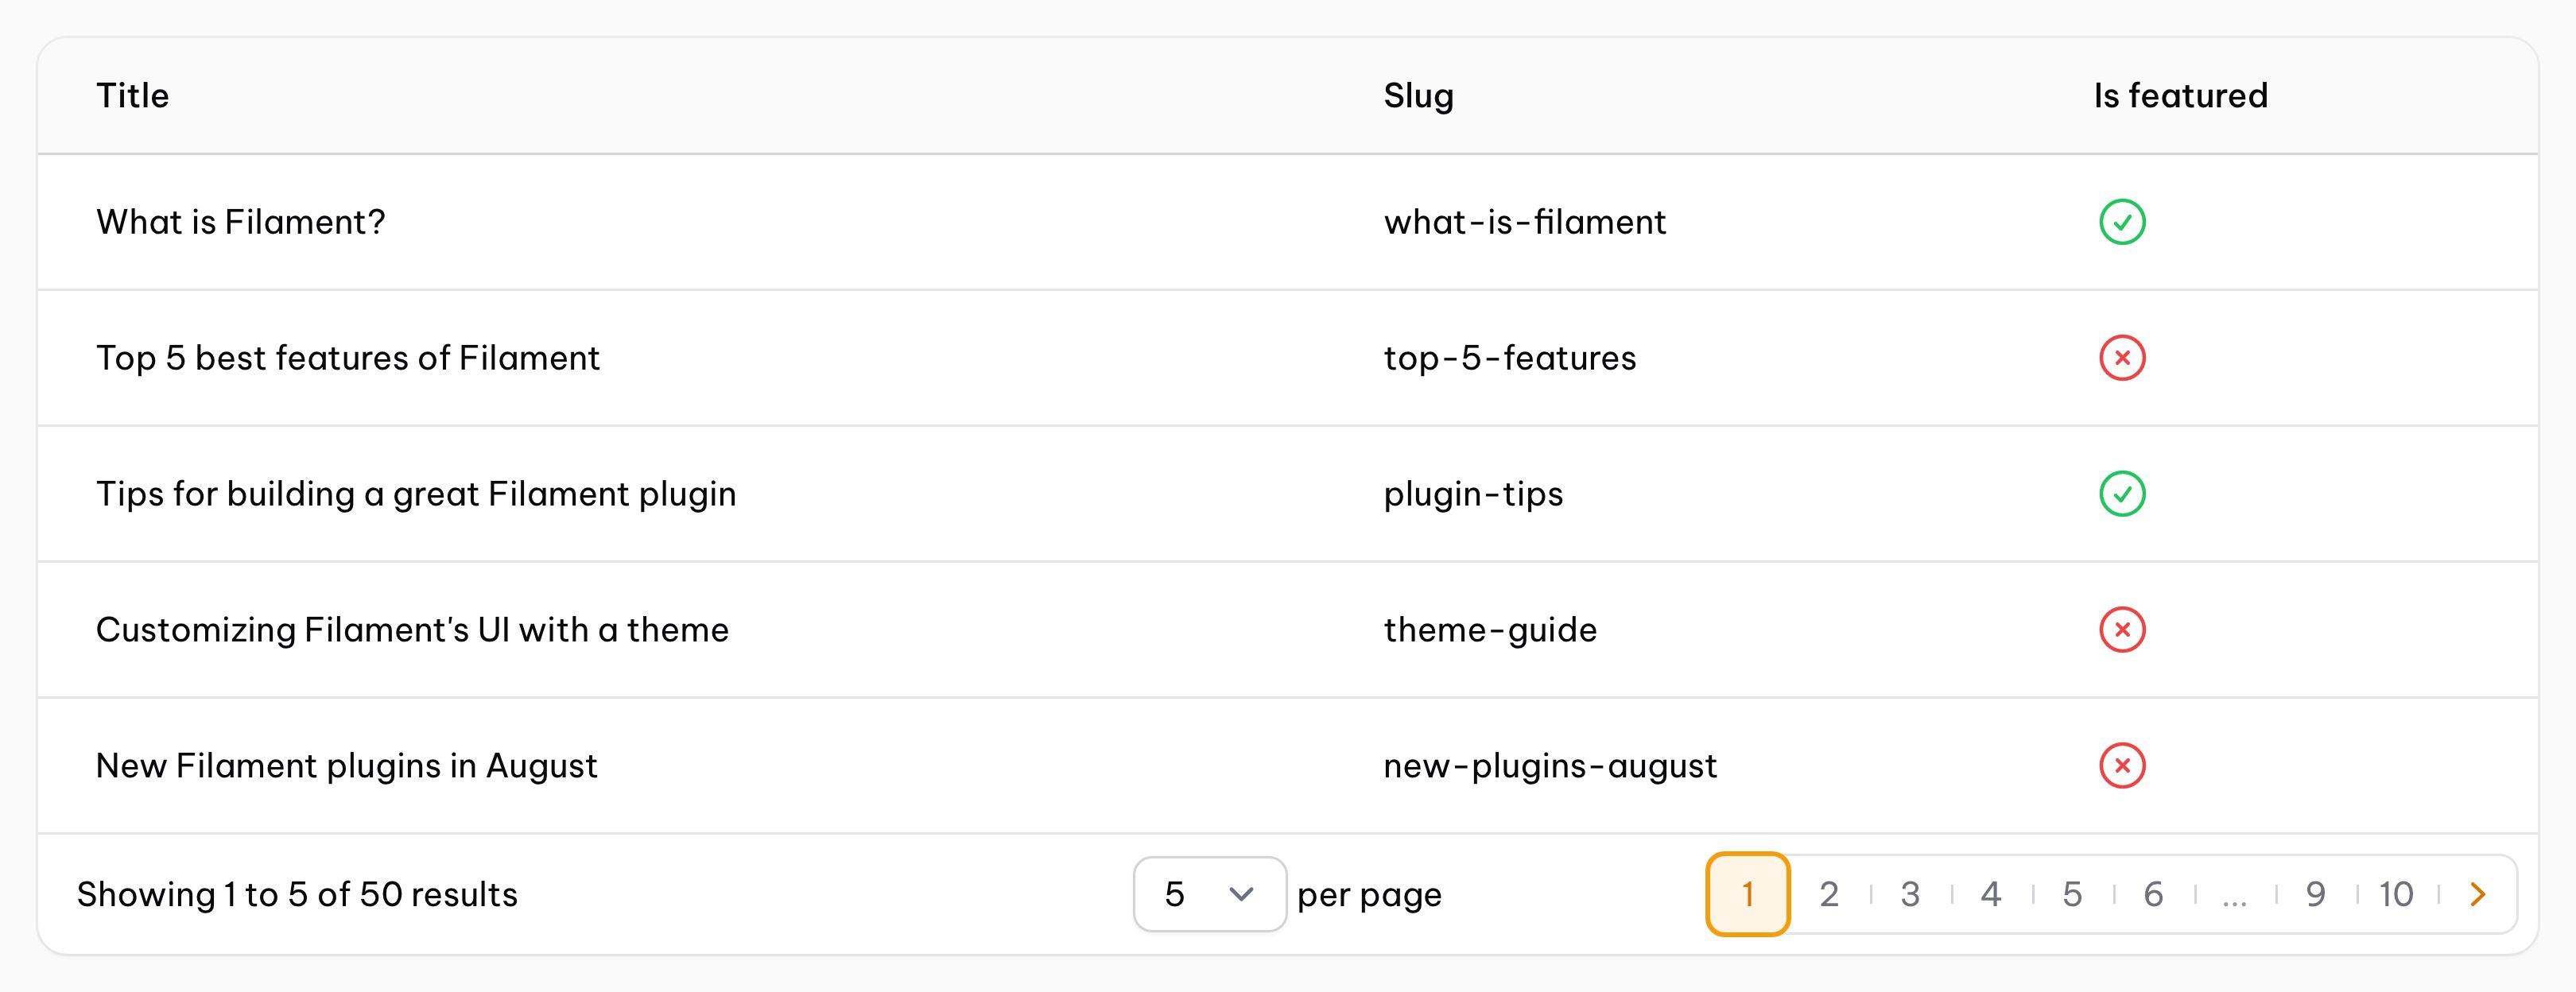 Title Slug Is featured
What is Filament? what-is-filament
Top 5 best features of Filament top-5-features
Tips for building a great Filament plugin plugin-tips
Customizing Filament's UI with a theme theme-guide
New Filament plugins in August new-plugins-august
Showing 1 to 5 of 50 results 5 per page 1 2 3 4 5 6 ... 9 10